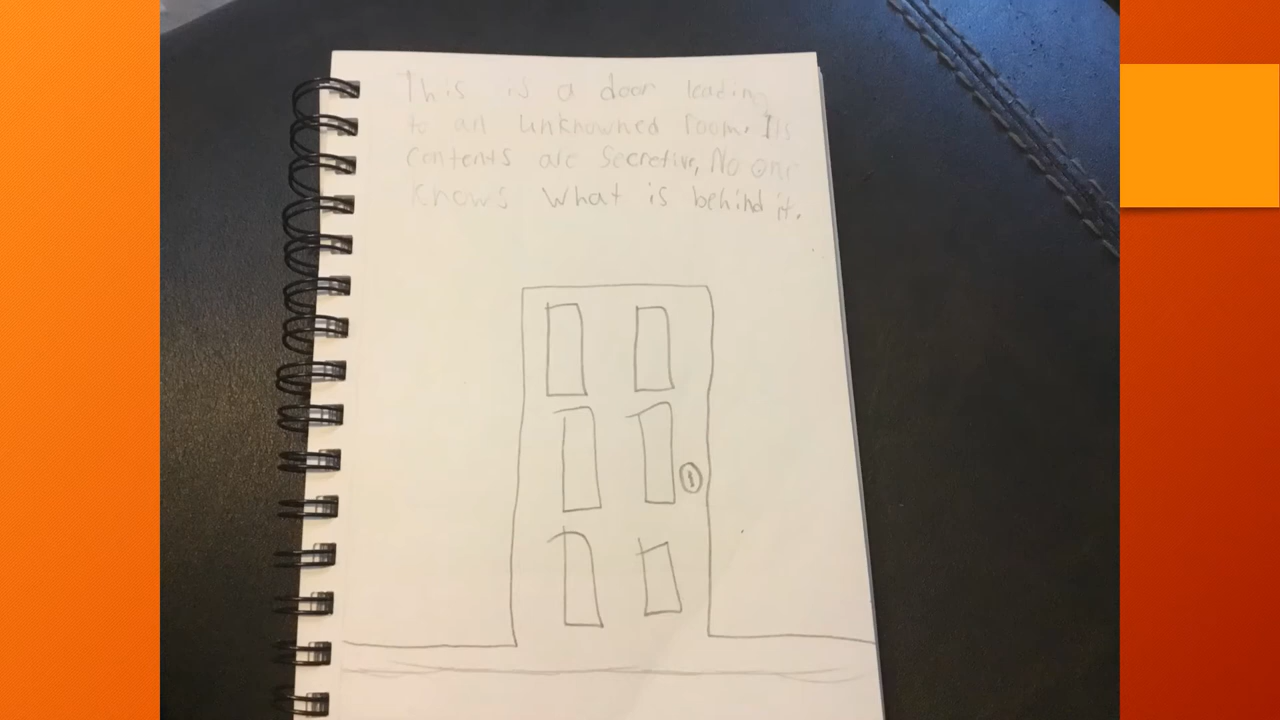 This is a door leading
to an unknowned room. Its
contents are secretive, No one
knows what is behind it.